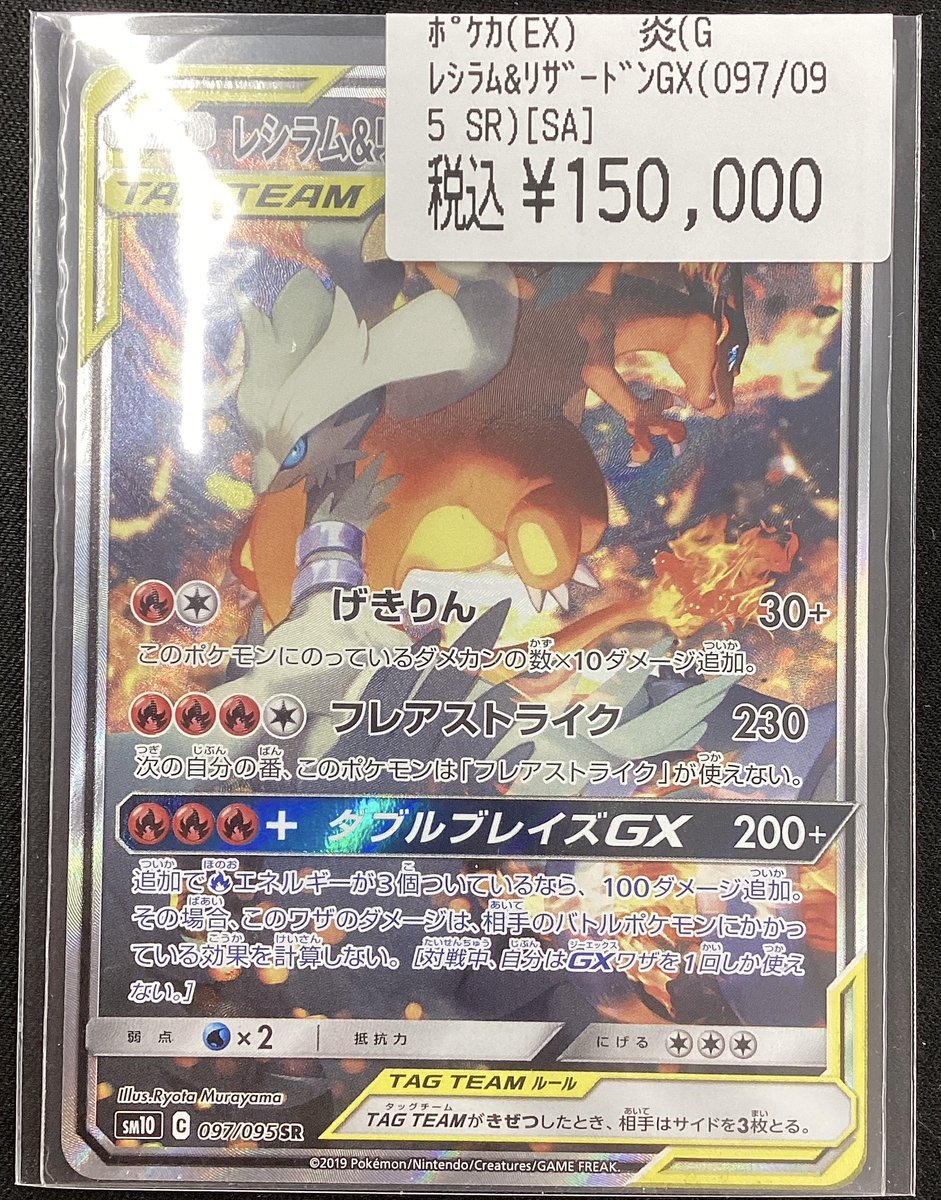 ﾎﾟｹｶ(EX) 炎(G
ﾚｼﾗﾑ&ﾘｻﾞｰﾄﾞﾝGX(097/09
5 SR)[SA]
税込 ¥150,000
レシラム&リ
TAG TEAM
げきりん 30+
このポケモンにのっているダメカンの数×10ダメージ追加。
フレアストライク 230
次の自分の番、このポケモンは「フレアストライク」が使えない。
+ ダブルブレイズGX 200+
追加でエネルギーが3個ついているなら、100ダメージ追加。
その場合、このワザのダメージは、相手のバトルポケモンにかかっ
ている効果を計算しない。[対戦中、自分はGXワザを1回しか使え
ない。]
弱点 ×2 抵抗力 にげる
Illus.Ryota Murayama
TAG TEAM ルール
TAG TEAMがきぜつしたとき、相手はサイドを3枚とる。
sm10 C 097/095 SR
©2019 Pokémon/Nintendo/Creatures/GAME FREAK.